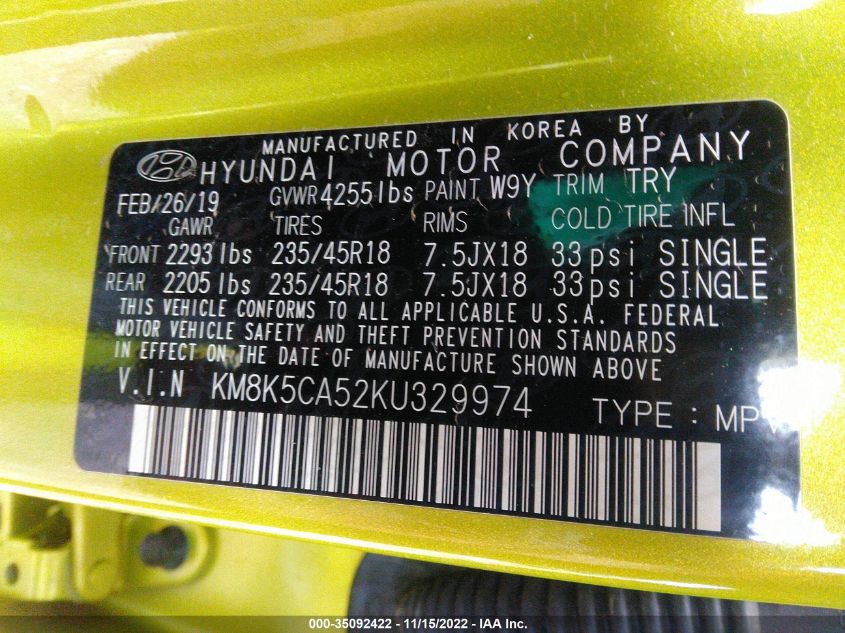 MANUFACTURED IN KOREA BY
HYUNDAI MOTOR COMPANY
FEB/26/19 GVWR 4255lbs PAINT W9Y TRIM TRY
GAWR TIRES RIMS COLD TIRE INFL
FRONT 2293 lbs 235/45R18 7.5JX18 33psi SINGLE
REAR 2205 lbs 235/45R18 7.5JX18 33psi SINGLE
THIS VEHICLE CONFORMS TO ALL APPLICABLE U.S.A. FEDERAL
MOTOR VEHICLE SAFETY AND THEFT PREVENTION STANDARDS
IN EFFECT ON THE DATE OF MANUFACTURE SHOWN ABOVE
V.I.N KM8K5CA52KU329974 TYPE : MPV
000-35092422 - 11/15/2022 - IAA Inc.